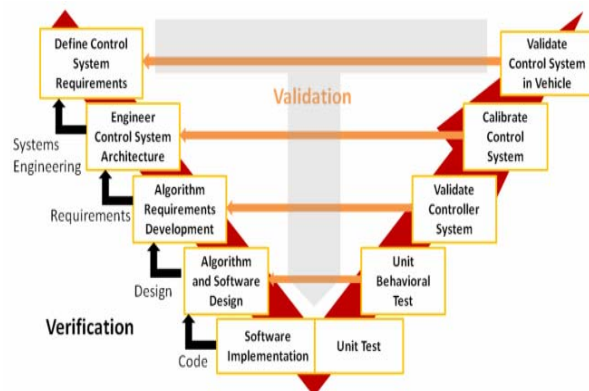 Define Control
System
Requirements
Validate
Control System
in Vehicle
Validation
Engineer
Control System
Architecture
Calibrate
Control
System
Systems
Engineering
Algorithm
Requirements
Development
Validate
Controller
System
Requirements
Algorithm
and Software
Design
Unit
Behavioral
Test
Design
Verification
Software
Implementation
Unit Test
Code